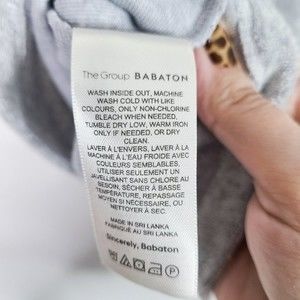 The Group BABATON
WASH INSIDE OUT, MACHINE
WASH COLD WITH LIKE
COLOURS, ONLY NON-CHLORINE
BLEACH WHEN NEEDED,
TUMBLE DRY LOW, WARM IRON
ONLY IF NEEDED, OR DRY
CLEAN.
LAVER À L'ENVERS, LAVER À LA
MACHINE À L'EAU FROIDE AVEC
COULEURS SEMBLABLES,
UTILISER SEULEMENT UN
JAVELLISANT SANS CHLORE AU
BESOIN, SÉCHER À BASSE
TEMPÉRATURE, REPASSAGE
MOYEN SI NÉCESSAIRE, OU
NETTOYER À SEC.
MADE IN SRI LANKA
FABRIQUÉ AU SRI LANKA
Sincerely, Babaton
P